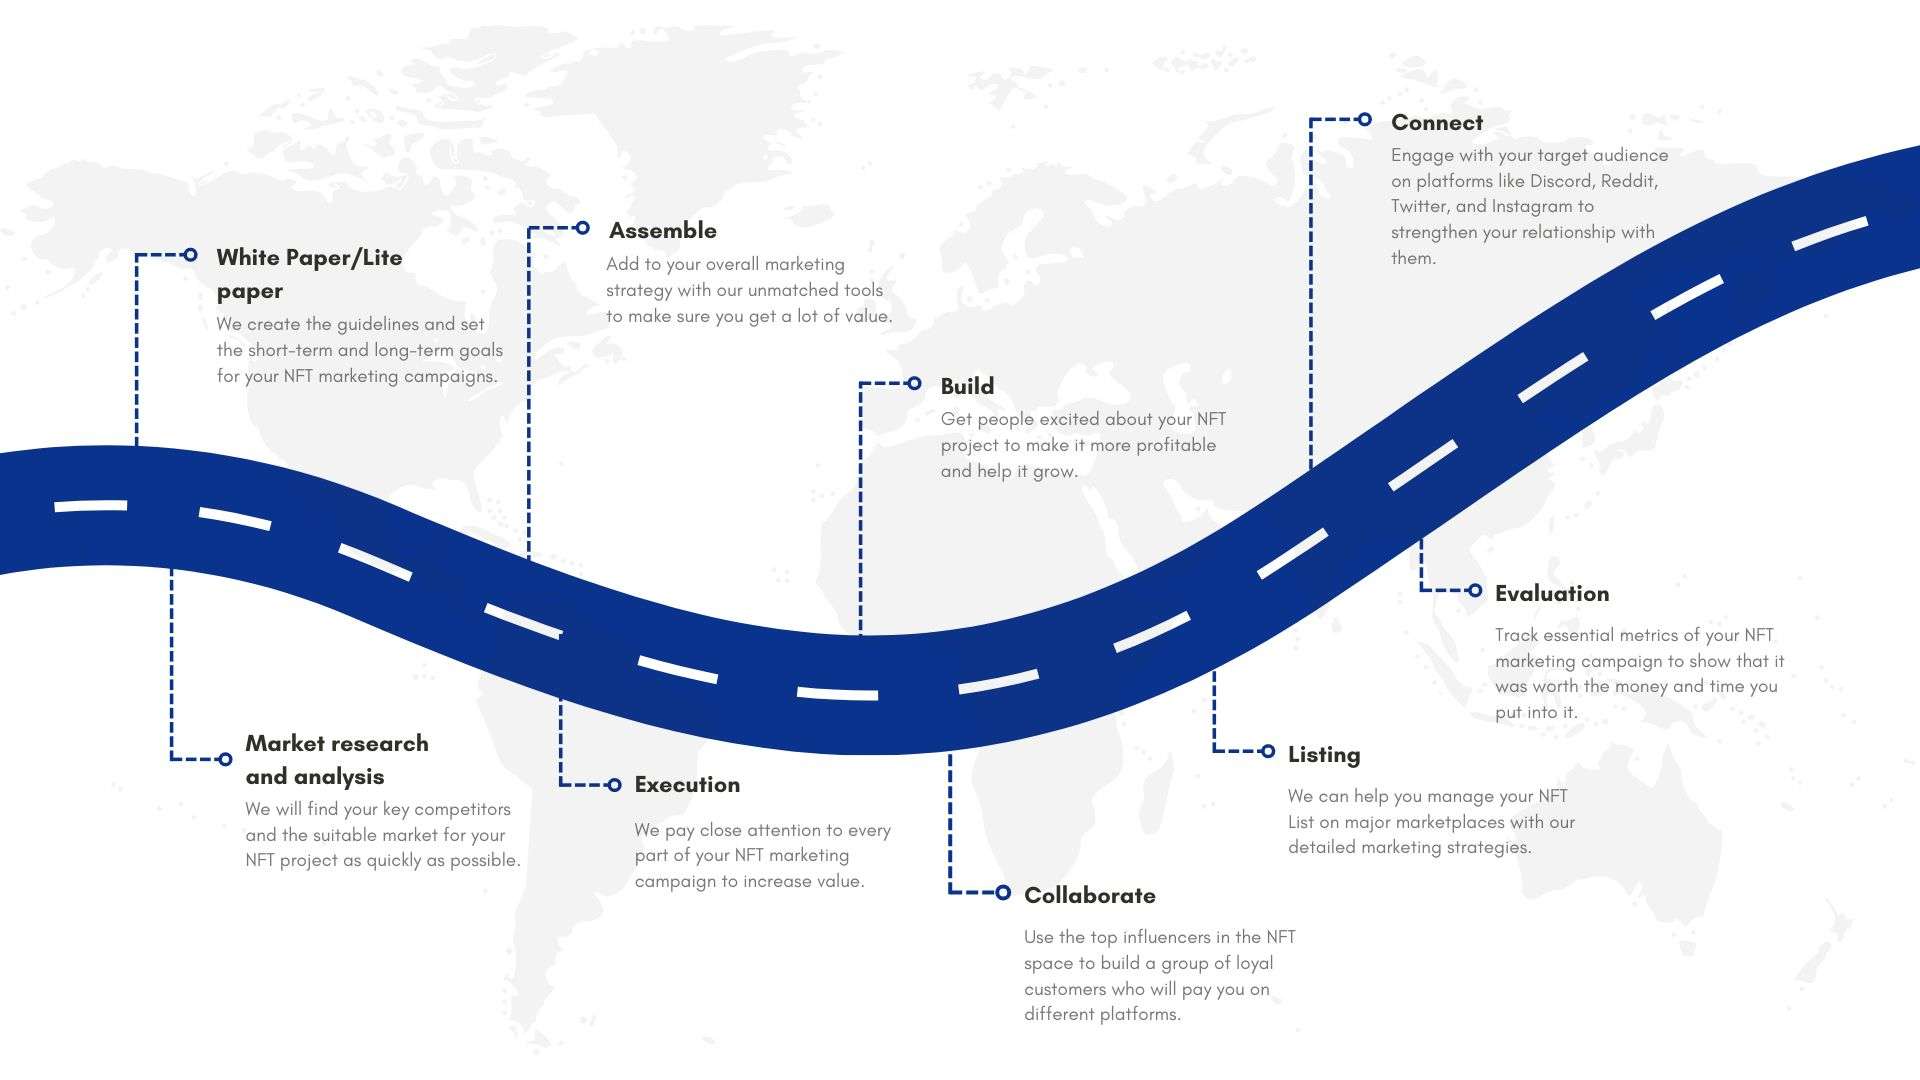 White Paper/Lite
paper
We create the guidelines and set
the short-term and long-term goals
for your NFT marketing campaigns.
Market research
and analysis
We will find your key competitors
and the suitable market for your
NFT project as quickly as possible.
Assemble
Add to your overall marketing
strategy with our unmatched tools
to make sure you get a lot of value.
Execution
We pay close attention to every
part of your NFT marketing
campaign to increase value.
Build
Get people excited about your NFT
project to make it more profitable
and help it grow.
Collaborate
Use the top influencers in the NFT
space to build a group of loyal
customers who will pay you on
different platforms.
Listing
We can help you manage your NFT
List on major marketplaces with our
detailed marketing strategies.
Connect
Engage with your target audience
on platforms like Discord, Reddit,
Twitter, and Instagram to
strengthen your relationship with
them.
Evaluation
Track essential metrics of your NFT
marketing campaign to show that it
was worth the money and time you
put into it.